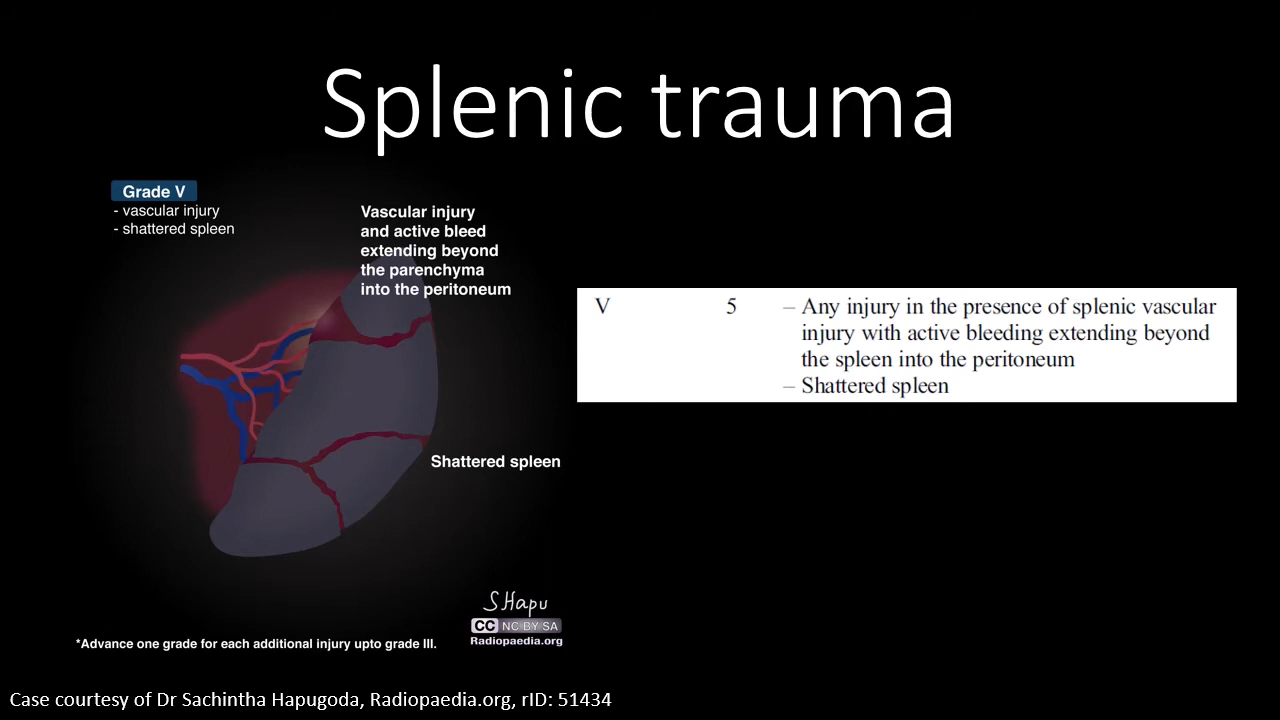 Splenic trauma
Grade V
- vascular injury
- shattered spleen
Vascular injury
and active bleed
extending beyond
the parenchyma
into the peritoneum
Shattered spleen
V 5 – Any injury in the presence of splenic vascular
injury with active bleeding extending beyond
the spleen into the peritoneum
– Shattered spleen
SHapu
CC NC BY SA
Radiopaedia.org
*Advance one grade for each additional injury upto grade III.
Case courtesy of Dr Sachintha Hapugoda, Radiopaedia.org, rID: 51434